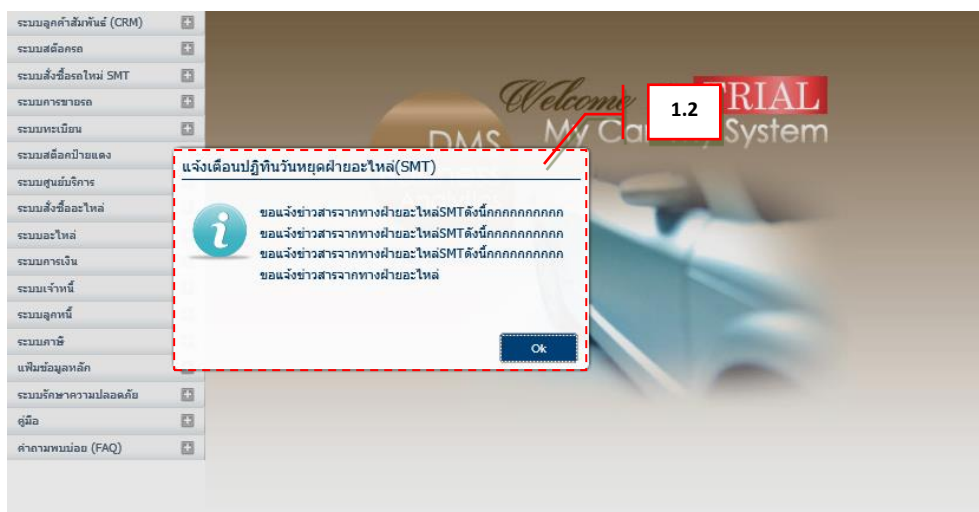 ระบบลูกค้าสัมพันธ์ (CRM)
ระบบสต๊อกรถ
ระบบสั่งซื้อรถใหม่ SMT
ระบบการขายรถ
ระบบทะเบียน
ระบบสต๊อคป้ายแดง
ระบบศูนย์บริการ
ระบบสั่งซื้ออะไหล่
ระบบอะไหล่
ระบบการเงิน
ระบบเจ้าหนี้
ระบบลูกหนี้
ระบบภาษี
แฟ้มข้อมูลหลัก
ระบบรักษาความปลอดภัย
คู่มือ
คำถามพบบ่อย (FAQ)
Welcome
TRIAL
DMS My Car System
1.2
แจ้งเตือนปฏิทินวันหยุดฝ่ายอะไหล่(SMT)
ขอแจ้งข่าวสารจากทางฝ่ายอะไหล่SMTดังนี้กกกกกกกกกก
ขอแจ้งข่าวสารจากทางฝ่ายอะไหล่SMTดังนี้กกกกกกกกกก
ขอแจ้งข่าวสารจากทางฝ่ายอะไหล่SMTดังนี้กกกกกกกกกก
ขอแจ้งข่าวสารจากทางฝ่ายอะไหล่
Ok